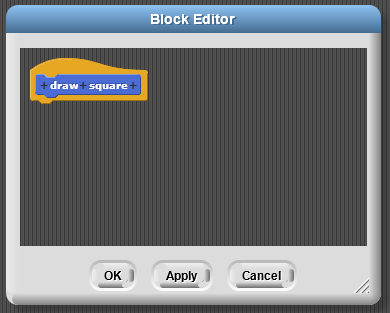 Block Editor
+ draw + square +
OK Apply Cancel